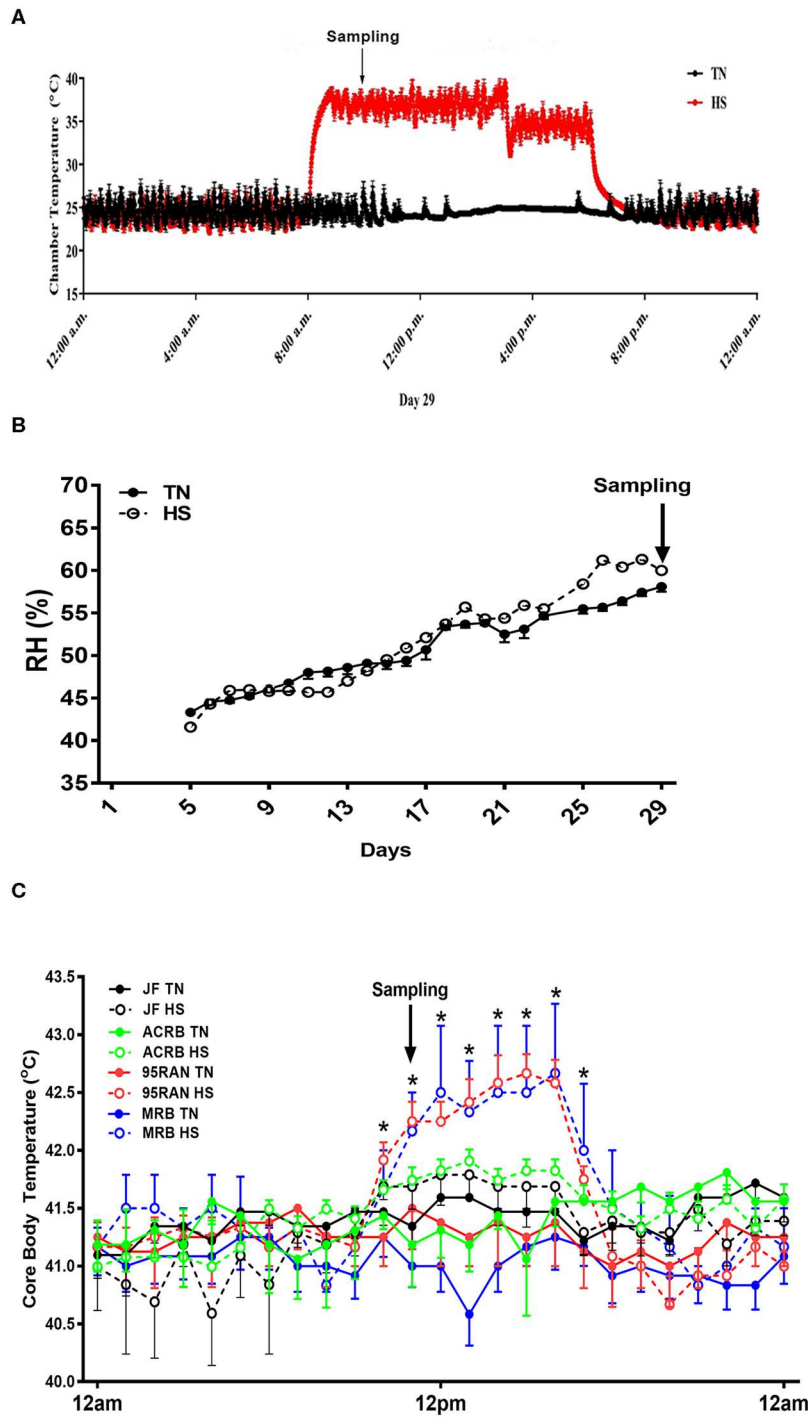 A
Sampling
TN
HS
Chamber Temperature (°C)
40
35
30
25
20
15
12:00 a.m.
4:00 a.m.
8:00 a.m.
12:00 p.m.
4:00 p.m.
8:00 p.m.
12:00 a.m.
Day 29
B
TN
HS
Sampling
RH (%)
70
65
60
55
50
45
40
35
1
5
9
13
17
21
25
29
Days
C
JF TN
JF HS
ACRB TN
ACRB HS
95RAN TN
95RAN HS
MRB TN
MRB HS
Sampling
* * * * * * * *
Core Body Temperature (°C)
43.5
43.0
42.5
42.0
41.5
41.0
40.5
40.0
12am
12pm
12am